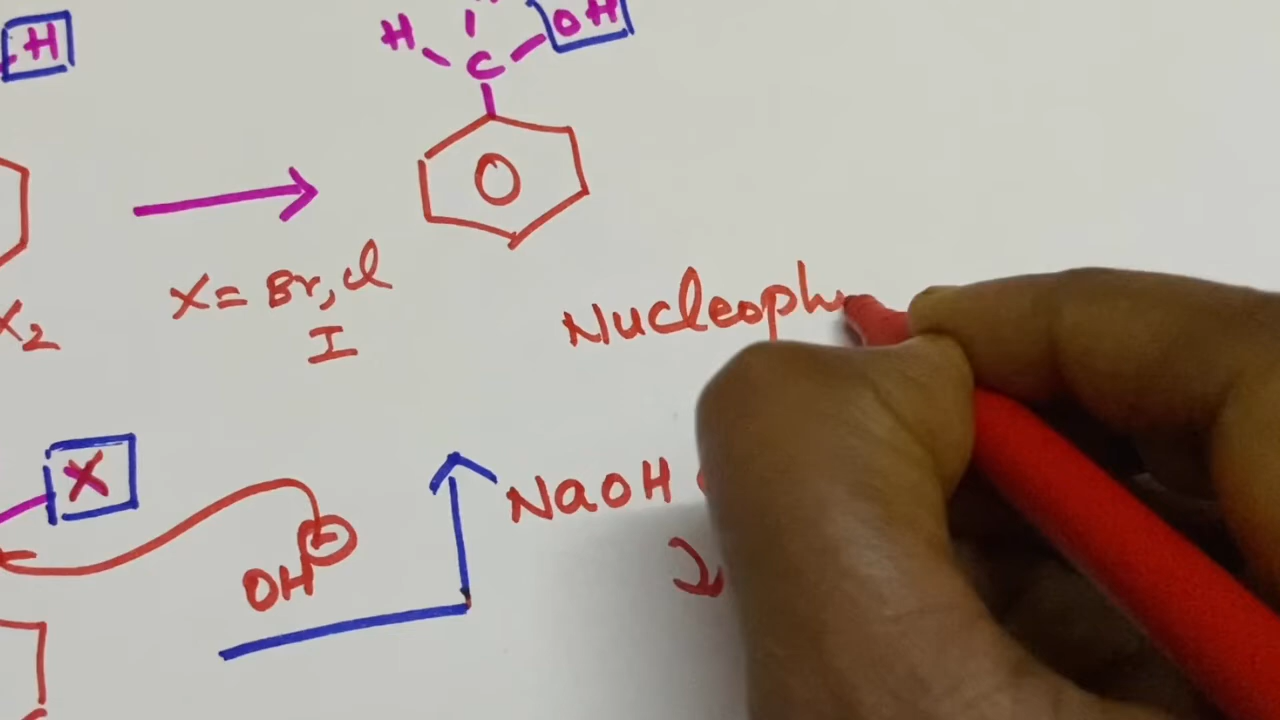 H
H
OH
C
X = Br, Cl
I
X2
Nucleoph
X
NaOH
OH⊖